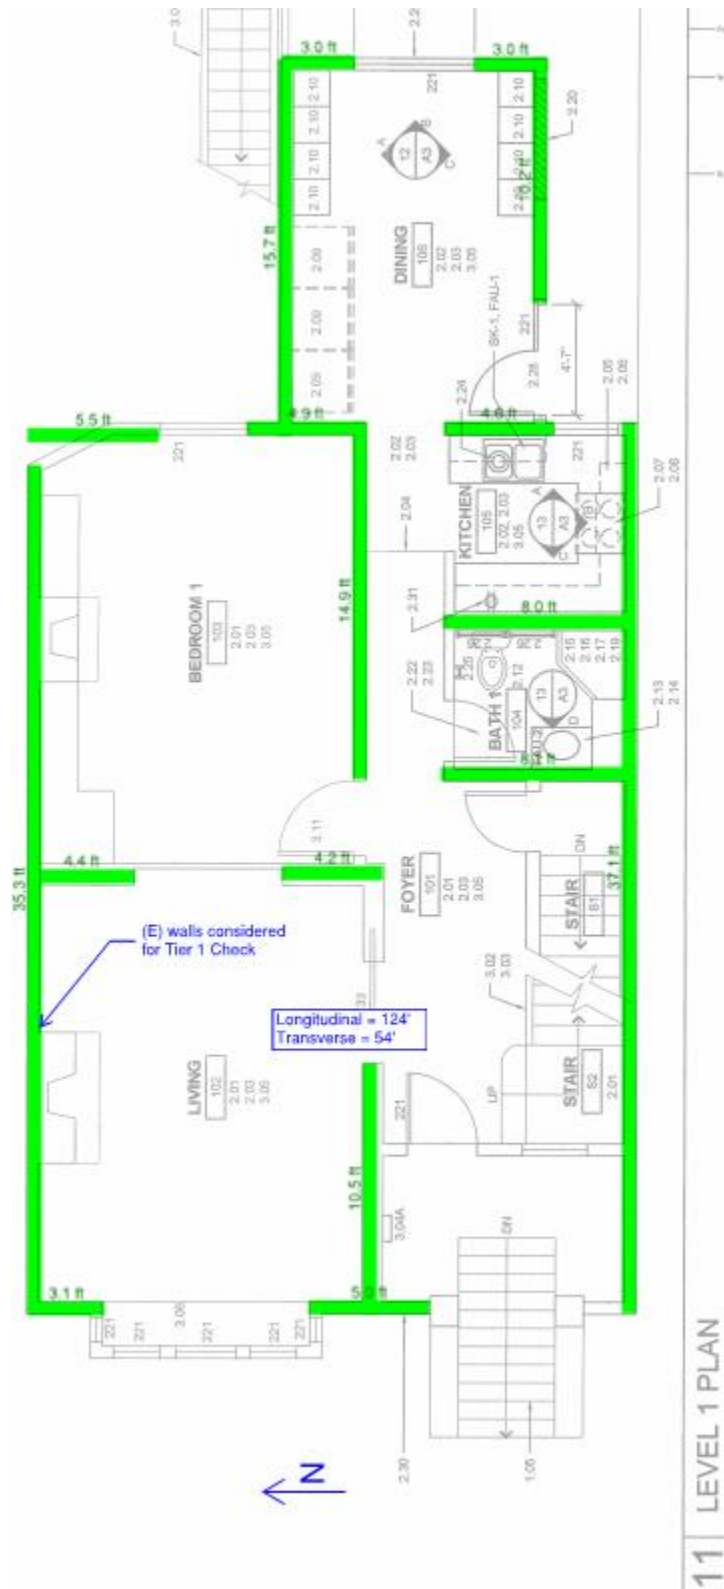 3.0 ft
3.0 ft
221
2.10
2.10
2.10
2.10
2.10
2.10
2.20
A
B
C
12
A3
15.7 ft
DINING
106
2.02
2.03
3.05
2.09
2.09
2.09
SK-1, FAU-1
221
2.28
4'-7"
2.05
2.06
2.26
5.5 ft
4.9 ft
4.6 ft
221
2.02
2.03
221
2.07
2.08
2.04
KITCHEN
105
2.02 2.03
3.05
A
B
C
13
A3
2.31
8.0 ft
14.9 ft
BEDROOM 1
103
2.01
2.03
3.05
2.22
2.23
2.25
2.12
2.15
2.16
2.17
2.19
BATH 1
104
13
A3
D
2.13
2.14
3.11
4.4 ft
4.2 ft
35.3 ft
37.1 ft
FOYER
101
2.01
2.03
3.05
DN
STAIR
S1
(E) walls considered
for Tier 1 Check
3.02
3.03
Longitudinal = 124'
Transverse = 54'
LIVING
102
2.01
2.03
3.05
UP
STAIR
S2
2.01
221
10.5 ft
3.04A
DN
3.1 ft
5.0 ft
221
221
3.06
221
221
221
2.30
1.05
N
11
LEVEL 1 PLAN